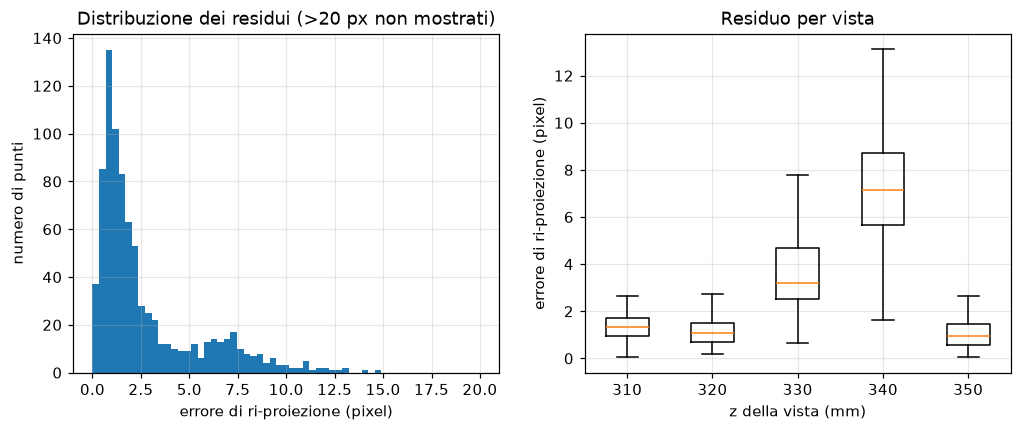 Distribuzione dei residui (>20 px non mostrati)
140
120
100
80
60
40
20
0
0.0 2.5 5.0 7.5 10.0 12.5 15.0 17.5 20.0
numero di punti
errore di ri-proiezione (pixel)
Residuo per vista
12
10
8
6
4
2
0
310 320 330 340 350
errore di ri-proiezione (pixel)
z della vista (mm)